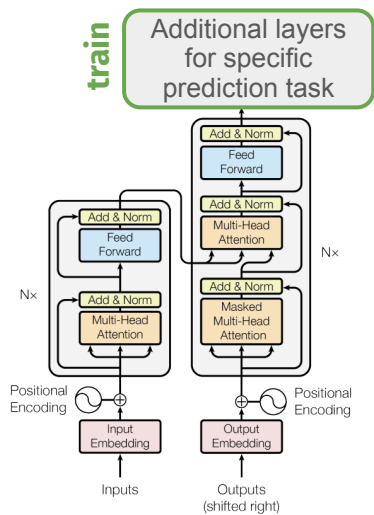 train
Additional layers
for specific
prediction task
Add & Norm
Feed
Forward
Add & Norm
Multi-Head
Attention
Add & Norm
Masked
Multi-Head
Attention
N×
Add & Norm
Feed
Forward
Add & Norm
Multi-Head
Attention
N×
Positional
Encoding
Positional
Encoding
Input
Embedding
Output
Embedding
Inputs
Outputs
(shifted right)